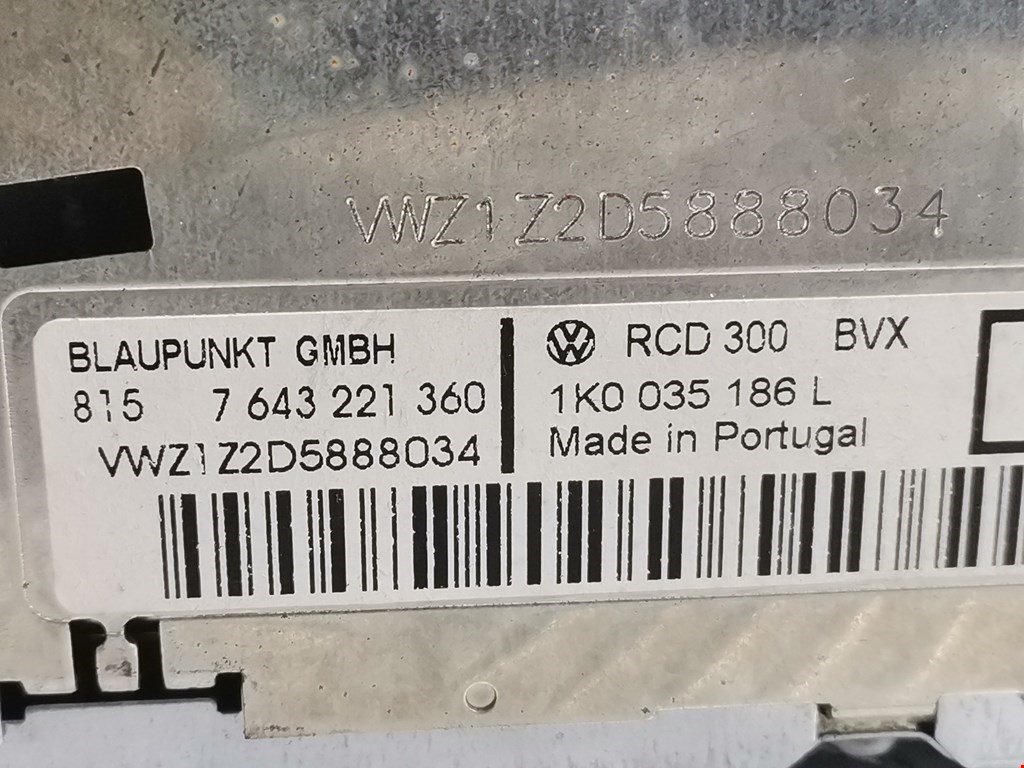 VWZ1Z2D5888034
BLAUPUNKT GMBH
815 7 643 221 360
VWZ1Z2D5888034
RCD 300 BVX
1K0 035 186 L
Made in Portugal